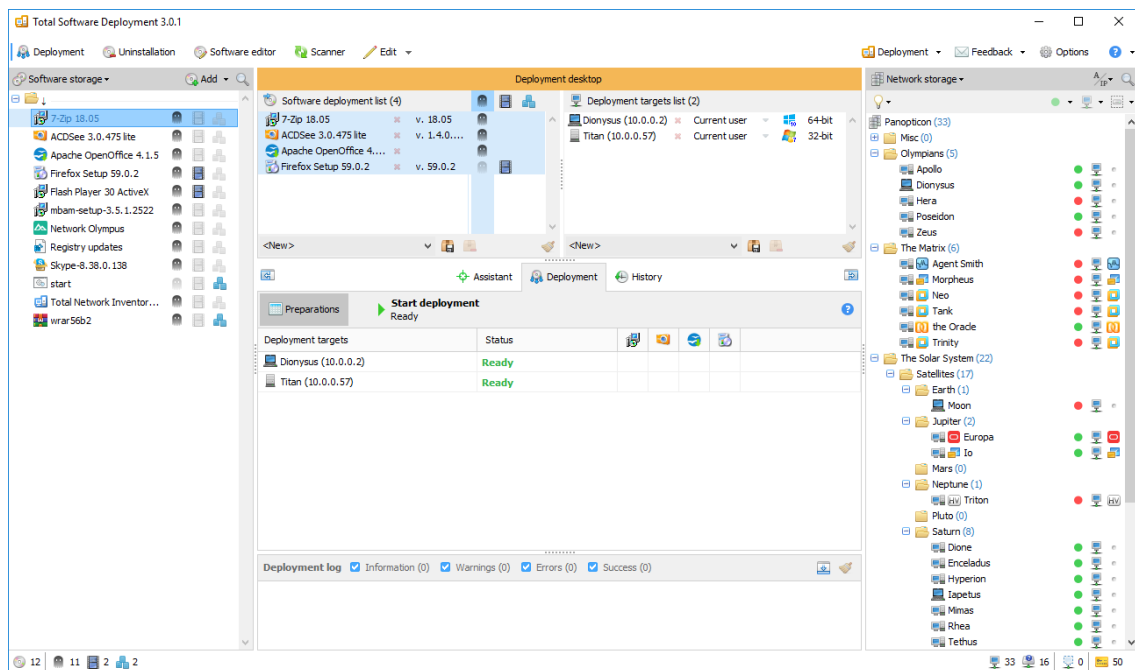 Total Software Deployment 3.0.1
Deployment Uninstallation Software editor Scanner Edit Deployment Feedback Options ?
Software storage Add
Deployment desktop
Network storage A/IP
7-Zip 18.05
ACDSee 3.0.475 lite
Apache OpenOffice 4.1.5
Firefox Setup 59.0.2
Flash Player 30 ActiveX
mbam-setup-3.5.1.2522
Network Olympus
Registry updates
Skype-8.38.0.138
start
Total Network Inventor...
wrar56b2
Software deployment list (4)
7-Zip 18.05 v. 18.05
ACDSee 3.0.475 lite v. 1.4.0....
Apache OpenOffice 4....
Firefox Setup 59.0.2 v. 59.0.2
<New>
Deployment targets list (2)
Dionysus (10.0.0.2) Current user 64-bit
Titan (10.0.0.57) Current user 32-bit
<New>
Assistant Deployment History
Preparations
Start deployment
Ready
?
Deployment targets Status
Dionysus (10.0.0.2) Ready
Titan (10.0.0.57) Ready
Deployment log Information (0) Warnings (0) Errors (0) Success (0)
Panopticon (33)
Misc (0)
Olympians (5)
Apollo
Dionysus
Hera
Poseidon
Zeus
The Matrix (6)
Agent Smith
Morpheus
Neo
Tank
the Oracle
Trinity
The Solar System (22)
Satellites (17)
Earth (1)
Moon
Jupiter (2)
Europa
Io
Mars (0)
Neptune (1)
HV Triton HV
Pluto (0)
Saturn (8)
Dione
Enceladus
Hyperion
Iapetus
Mimas
Rhea
Tethus
12 11 2 2
33 16 0 50